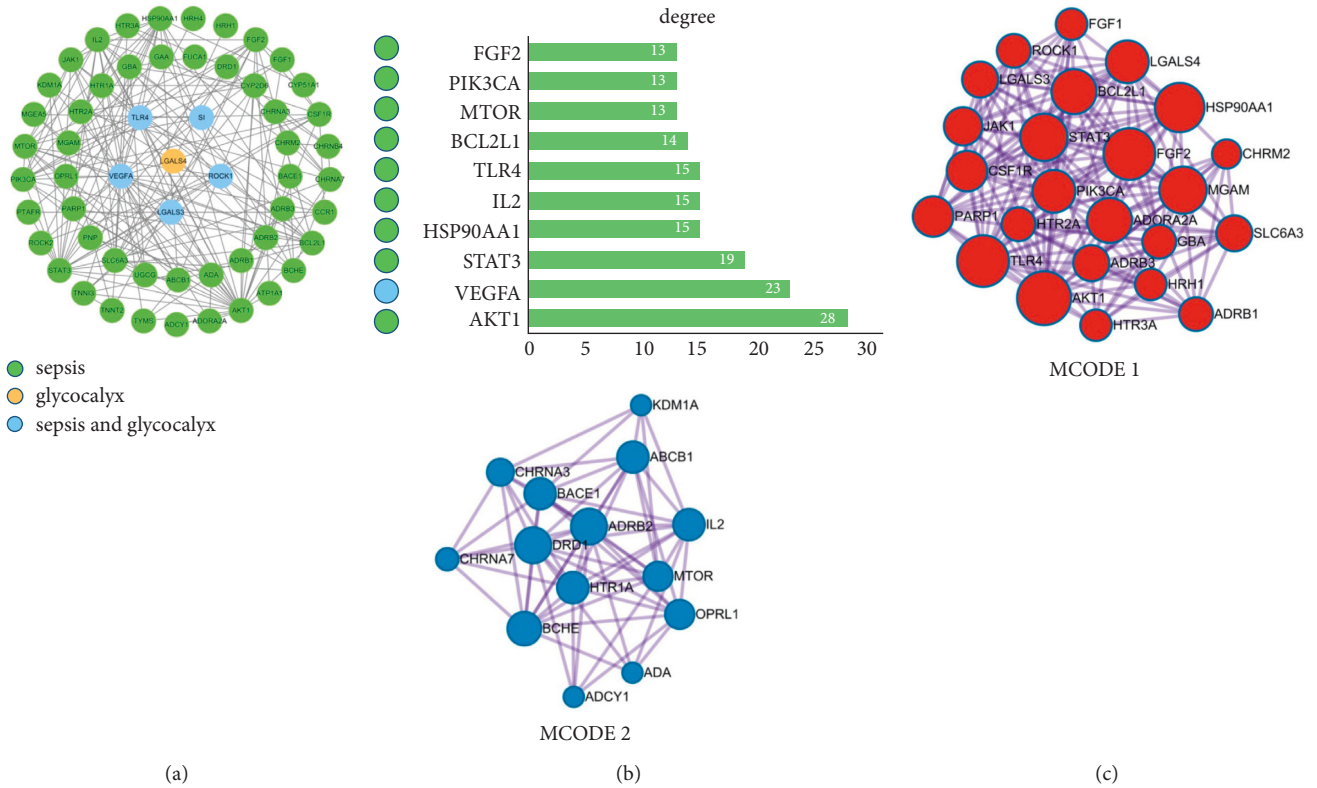 HSP90AA1
HRH4
HTR3A
HRH1
IL2
FGF2
JAK1
GBA
GAA
FUCA1
DRD1
FGF1
KDM1A
HTR1A
CYP2D6
CYP51A1
MGEA5
HTR2A
TLR4
SI
CHRNA3
CSF1R
MTOR
MGAM
LGALS4
CHRM2
CHRNB4
PIK3CA
OPRL1
VEGFA
ROCK1
BACE1
CHRNA7
PTAFR
PARP1
LGALS3
ADRB3
CCR1
ROCK2
PNP
ADRB2
BCL2L1
STAT3
SLC6A3
UGCG
ABCB1
ADA
ADRB1
BCHE
TNNI3
ATP1A1
TNNT2
TYMS
ADCY1
ADORA2A
AKT1
sepsis
glycocalyx
sepsis and glycocalyx
(a)
degree
FGF2 13
PIK3CA 13
MTOR 13
BCL2L1 14
TLR4 15
IL2 15
HSP90AA1 15
STAT3 19
VEGFA 23
AKT1 28
0 5 10 15 20 25 30
KDM1A
ABCB1
CHRNA3
BACE1
ADRB2
IL2
DRD1
CHRNA7
MTOR
HTR1A
OPRL1
BCHE
ADA
ADCY1
MCODE 2
(b)
FGF1
ROCK1
LGALS4
LGALS3
BCL2L1
HSP90AA1
JAK1
STAT3
FGF2
CHRM2
CSF1R
PIK3CA
MGAM
PARP1
HTR2A
ADORA2A
SLC6A3
GBA
TLR4
ADRB3
HRH1
AKT1
ADRB1
HTR3A
MCODE 1
(c)